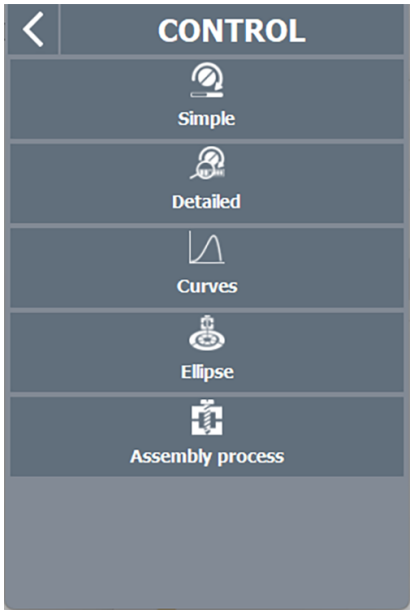 CONTROL
Simple
Detailed
Curves
Ellipse
Assembly process